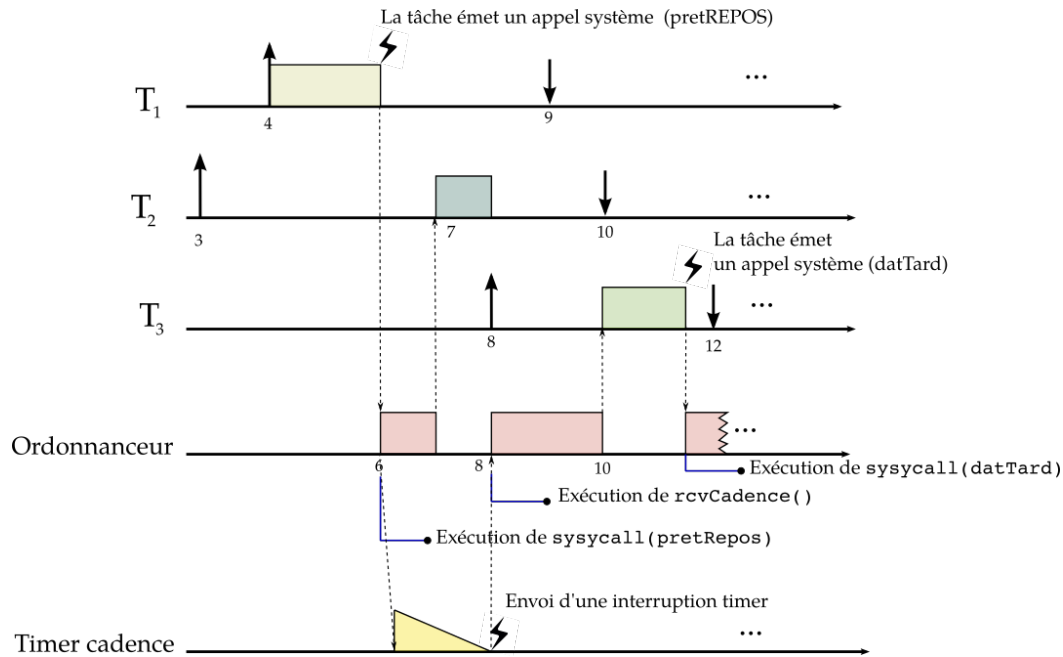 La tâche émet un appel système (pretREPOS)
...
T1
4
9
...
T2
3
7
10
La tâche émet
un appel système (datTard)
...
T3
8
12
Ordonnanceur
...
6
8
10
Exécution de sysycall(datTard)
Exécution de rcvCadence()
Exécution de sysycall(pretRepos)
Envoi d'une interruption timer
Timer cadence
...